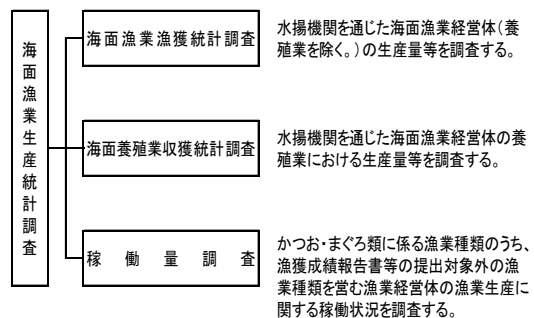 海面漁業生産統計調査
海面漁業漁獲統計調査
水揚機関を通じた海面漁業経営体(養
殖業を除く。)の生産量等を調査する。
海面養殖業収獲統計調査
水揚機関を通じた海面漁業経営体の養
殖業における生産量等を調査する。
稼働量調査
かつお・まぐろ類に係る漁業種類のうち、
漁獲成績報告書等の提出対象外の漁
業種類を営む漁業経営体の漁業生産に
関する稼働状況を調査する。